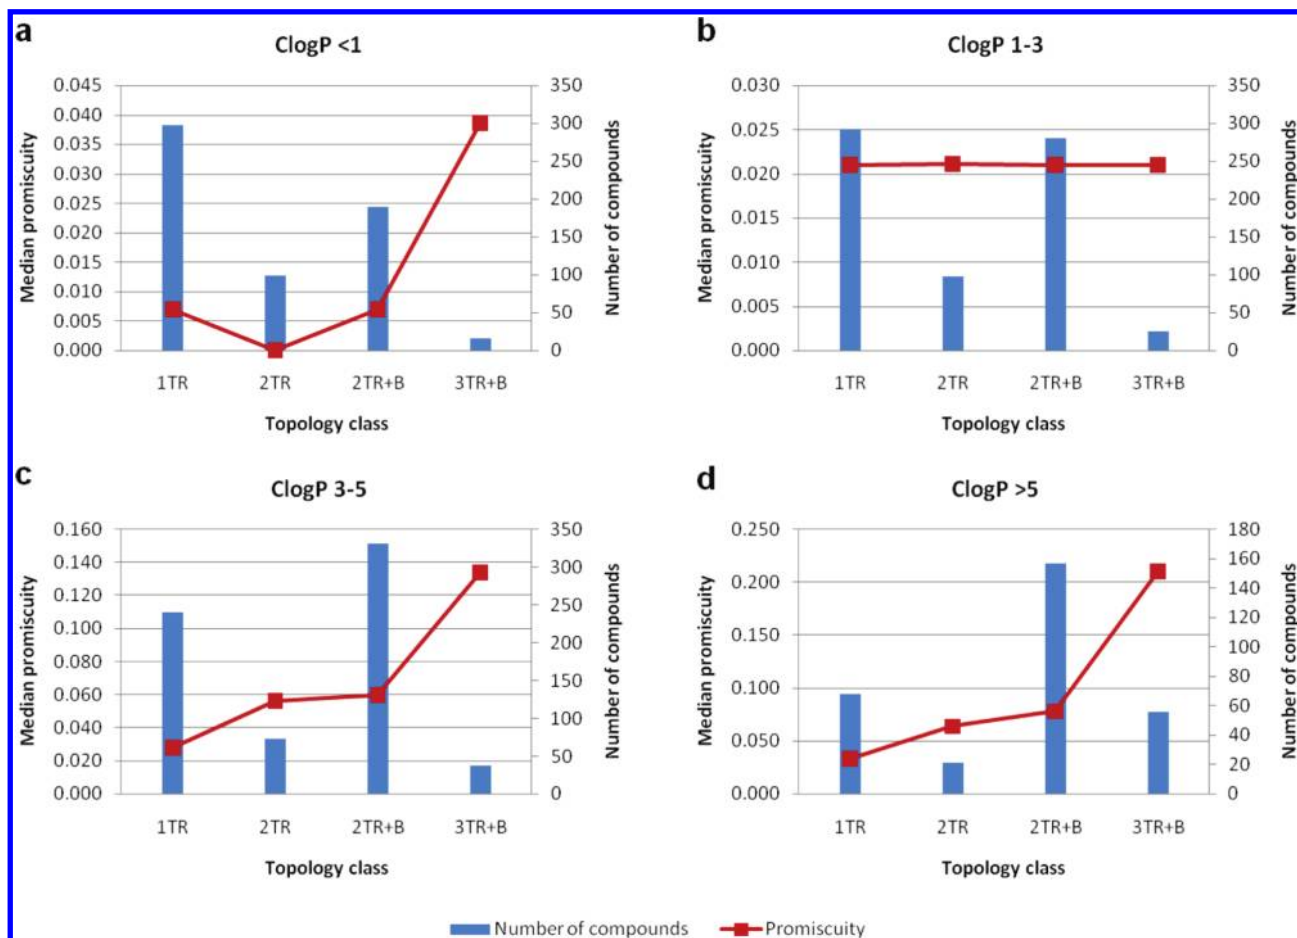 a
ClogP <1
Median promiscuity
0.045
0.040
0.035
0.030
0.025
0.020
0.015
0.010
0.005
0.000
350
300
250
200
150
100
50
0
Number of compounds
1TR 2TR 2TR+B 3TR+B
Topology class
b
ClogP 1-3
Median promiscuity
0.030
0.025
0.020
0.015
0.010
0.005
0.000
350
300
250
200
150
100
50
0
Number of compounds
1TR 2TR 2TR+B 3TR+B
Topology class
c
ClogP 3-5
Median promiscuity
0.160
0.140
0.120
0.100
0.080
0.060
0.040
0.020
0.000
350
300
250
200
150
100
50
0
Number of compounds
1TR 2TR 2TR+B 3TR+B
Topology class
d
ClogP >5
Median promiscuity
0.250
0.200
0.150
0.100
0.050
0.000
180
160
140
120
100
80
60
40
20
0
Number of compounds
1TR 2TR 2TR+B 3TR+B
Topology class
Number of compounds Promiscuity